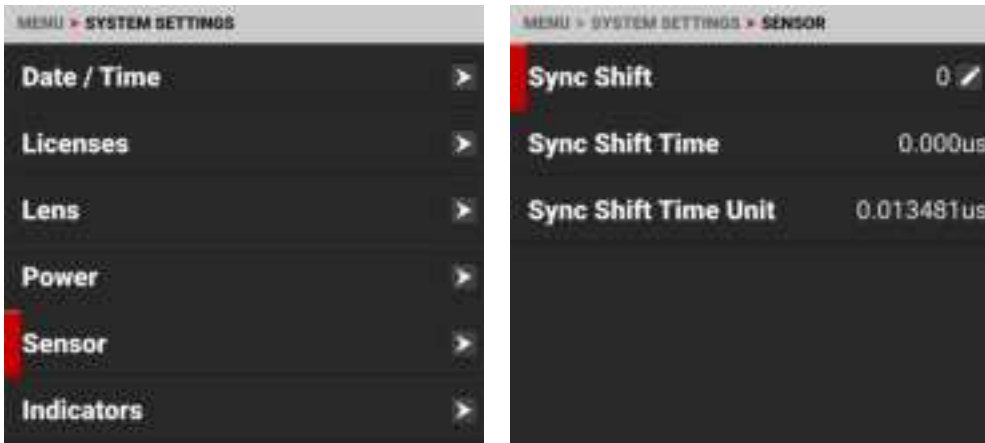 MENU ▸ SYSTEM SETTINGS
Date / Time
Licenses
Lens
Power
Sensor
Indicators
MENU ▸ SYSTEM SETTINGS ▸ SENSOR
Sync Shift 0
Sync Shift Time 0.000us
Sync Shift Time Unit 0.013481us